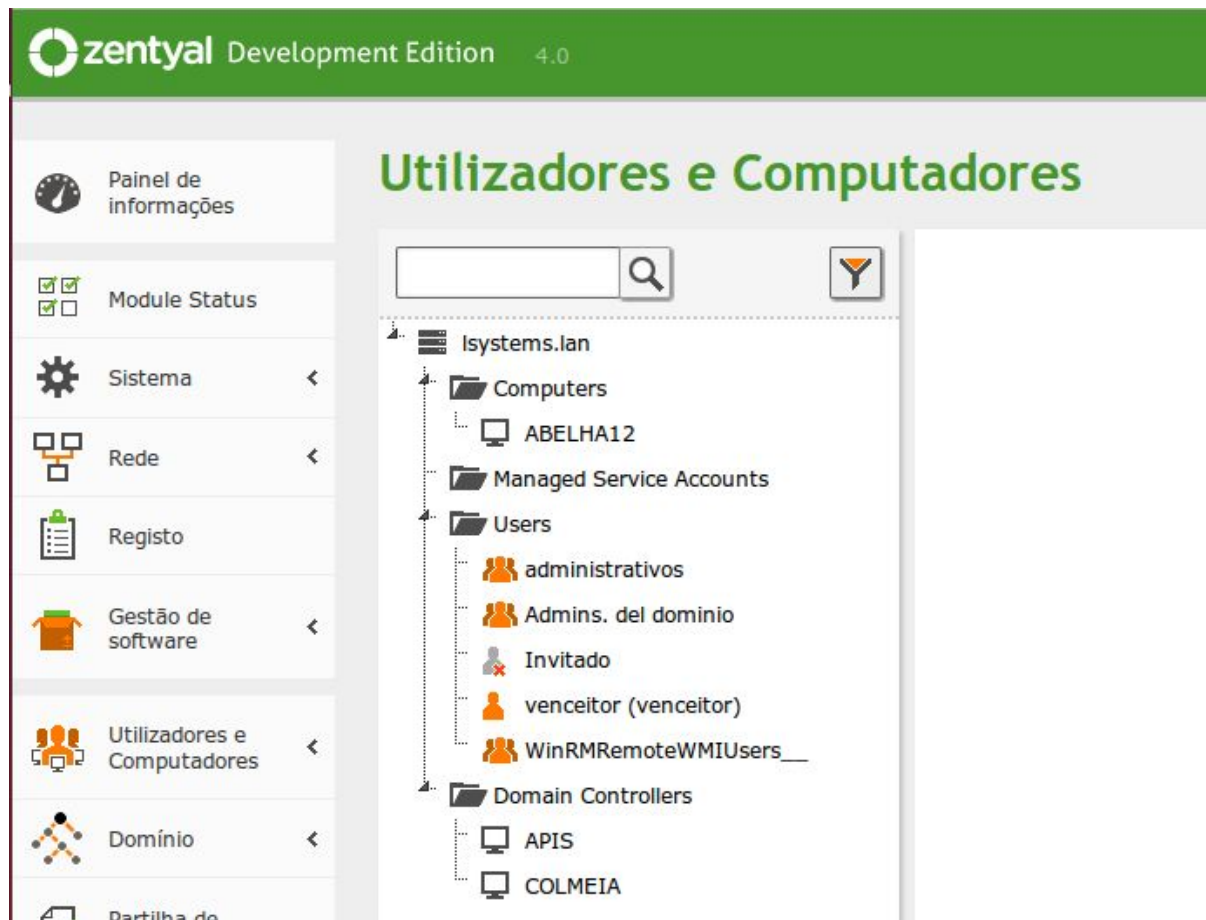 zentyal Development Edition 4.0
Utilizadores e Computadores
Painel de
informações
Module Status
Sistema
Rede
Registo
Gestão de
software
Utilizadores e
Computadores
Domínio
Partilha de
lsystems.lan
Computers
ABELHA12
Managed Service Accounts
Users
administrativos
Admins. del dominio
Invitado
venceitor (venceitor)
WinRMRemoteWMIUsers__
Domain Controllers
APIS
COLMEIA